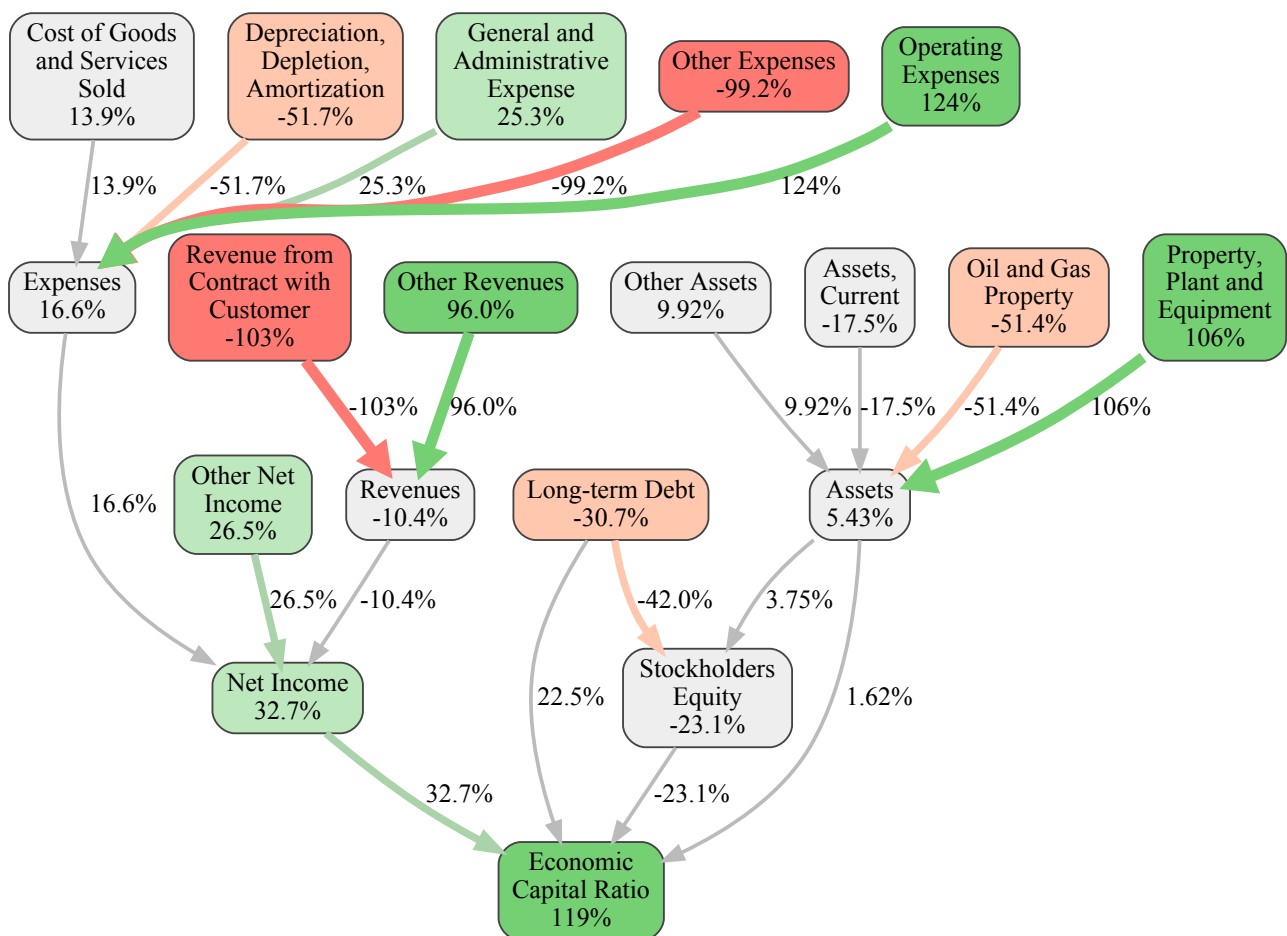 Cost of Goods
and Services
Sold
13.9%
Depreciation,
Depletion,
Amortization
-51.7%
General and
Administrative
Expense
25.3%
Other Expenses
-99.2%
Operating
Expenses
124%
13.9%
-51.7%
25.3%
-99.2%
124%
Expenses
16.6%
Revenue from
Contract with
Customer
-103%
Other Revenues
96.0%
Other Assets
9.92%
Assets,
Current
-17.5%
Oil and Gas
Property
-51.4%
Property,
Plant and
Equipment
106%
-103%
96.0%
9.92%
-17.5%
-51.4%
106%
16.6%
Other Net
Income
26.5%
Revenues
-10.4%
Long-term Debt
-30.7%
Assets
5.43%
26.5%
-10.4%
-42.0%
3.75%
Net Income
32.7%
22.5%
Stockholders
Equity
-23.1%
1.62%
32.7%
-23.1%
Economic
Capital Ratio
119%